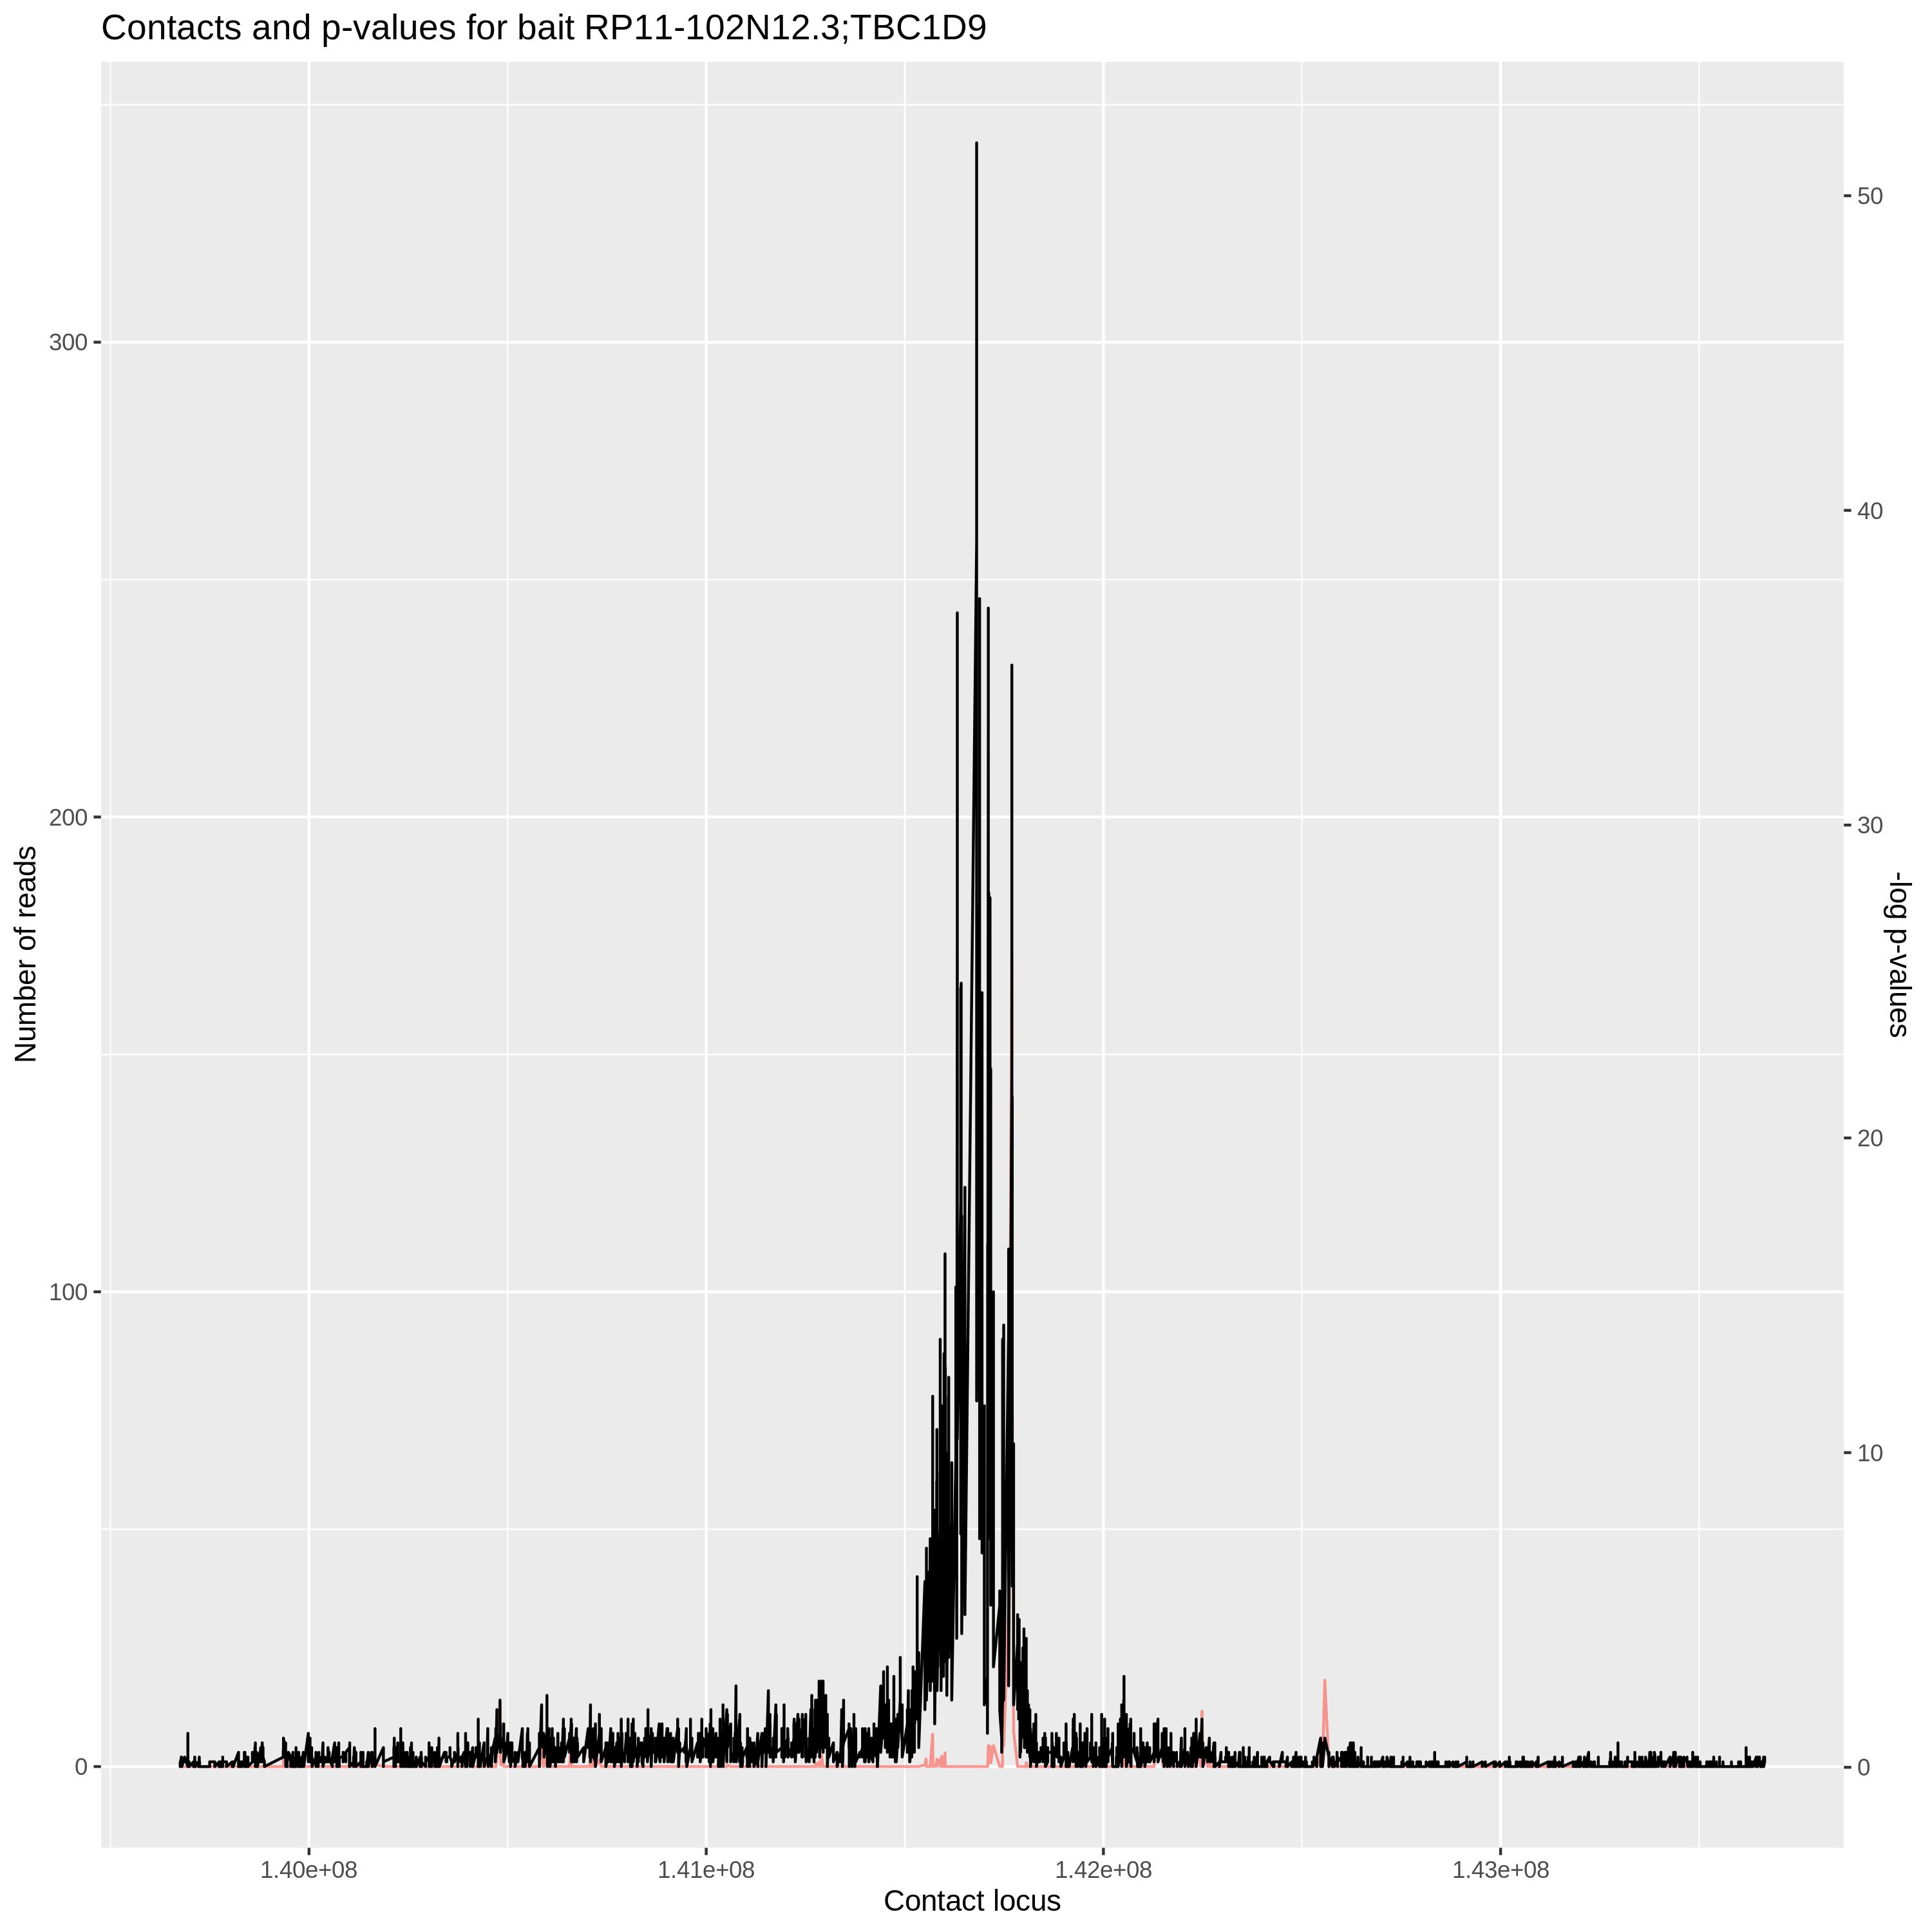 Contacts and p-values for bait RP11-102N12.3;TBC1D9
Number of reads
300
200
100
0
50
40
30
20
10
0
-log p-values
1.40e+08
1.41e+08
1.42e+08
1.43e+08
Contact locus